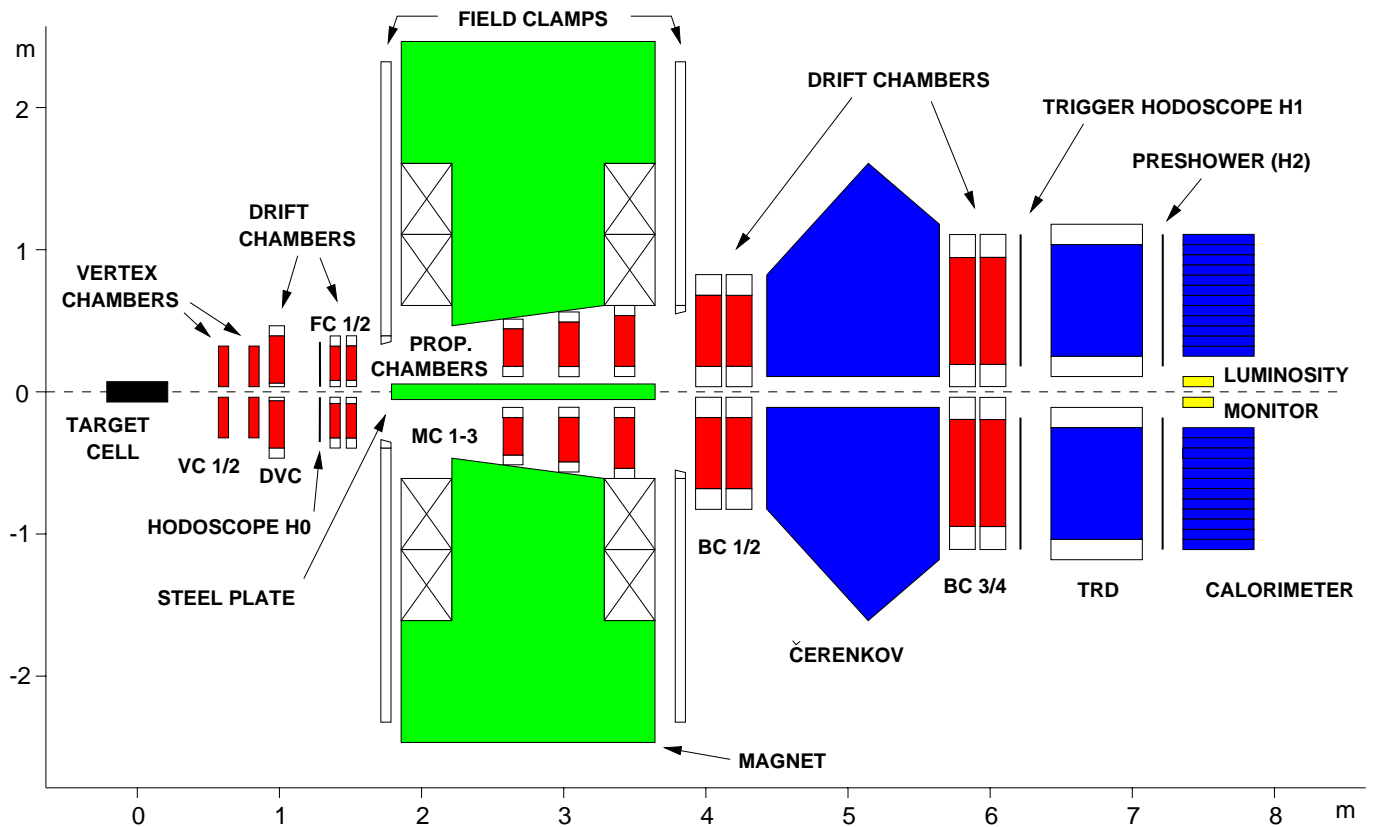 FIELD CLAMPS
m
DRIFT CHAMBERS
2
TRIGGER HODOSCOPE H1
PRESHOWER (H2)
DRIFT
CHAMBERS
1
VERTEX
CHAMBERS
FC 1/2
PROP.
CHAMBERS
0
LUMINOSITY
MONITOR
TARGET
CELL
MC 1-3
VC 1/2
DVC
HODOSCOPE H0
-1
BC 1/2
BC 3/4
TRD
CALORIMETER
STEEL PLATE
ČERENKOV
-2
MAGNET
0 1 2 3 4 5 6 7 8 m